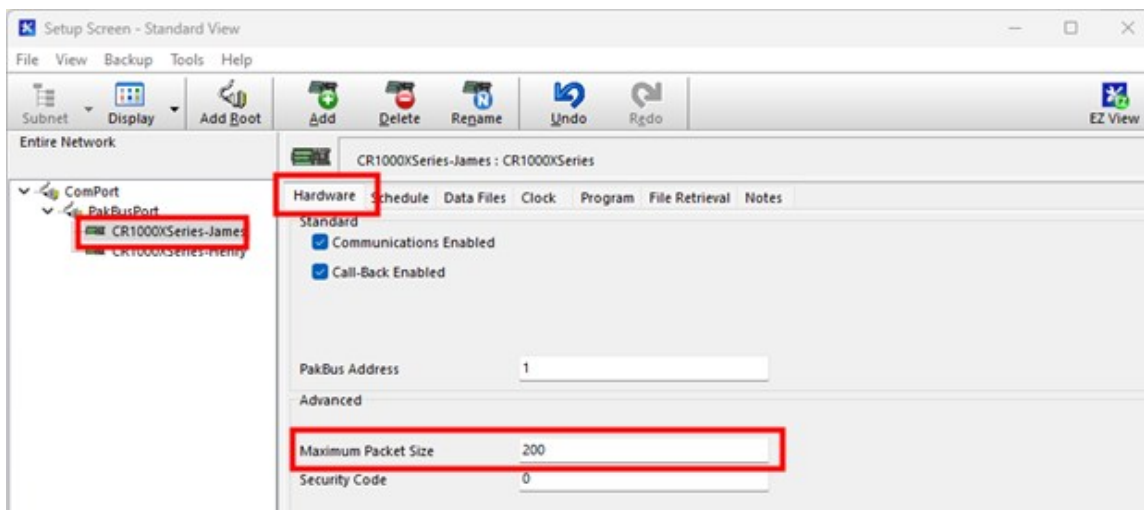 Setup Screen - Standard View
File View Backup Tools Help
Subnet Display Add Root Add Delete Rename Undo Redo EZ View
Entire Network
CR1000XSeries-James : CR1000XSeries
ComPort
PakBusPort
CR1000XSeries-James
CR1000XSeries-Henry
Hardware Schedule Data Files Clock Program File Retrieval Notes
Standard
Communications Enabled
Call-Back Enabled
PakBus Address 1
Advanced
Maximum Packet Size 200
Security Code 0